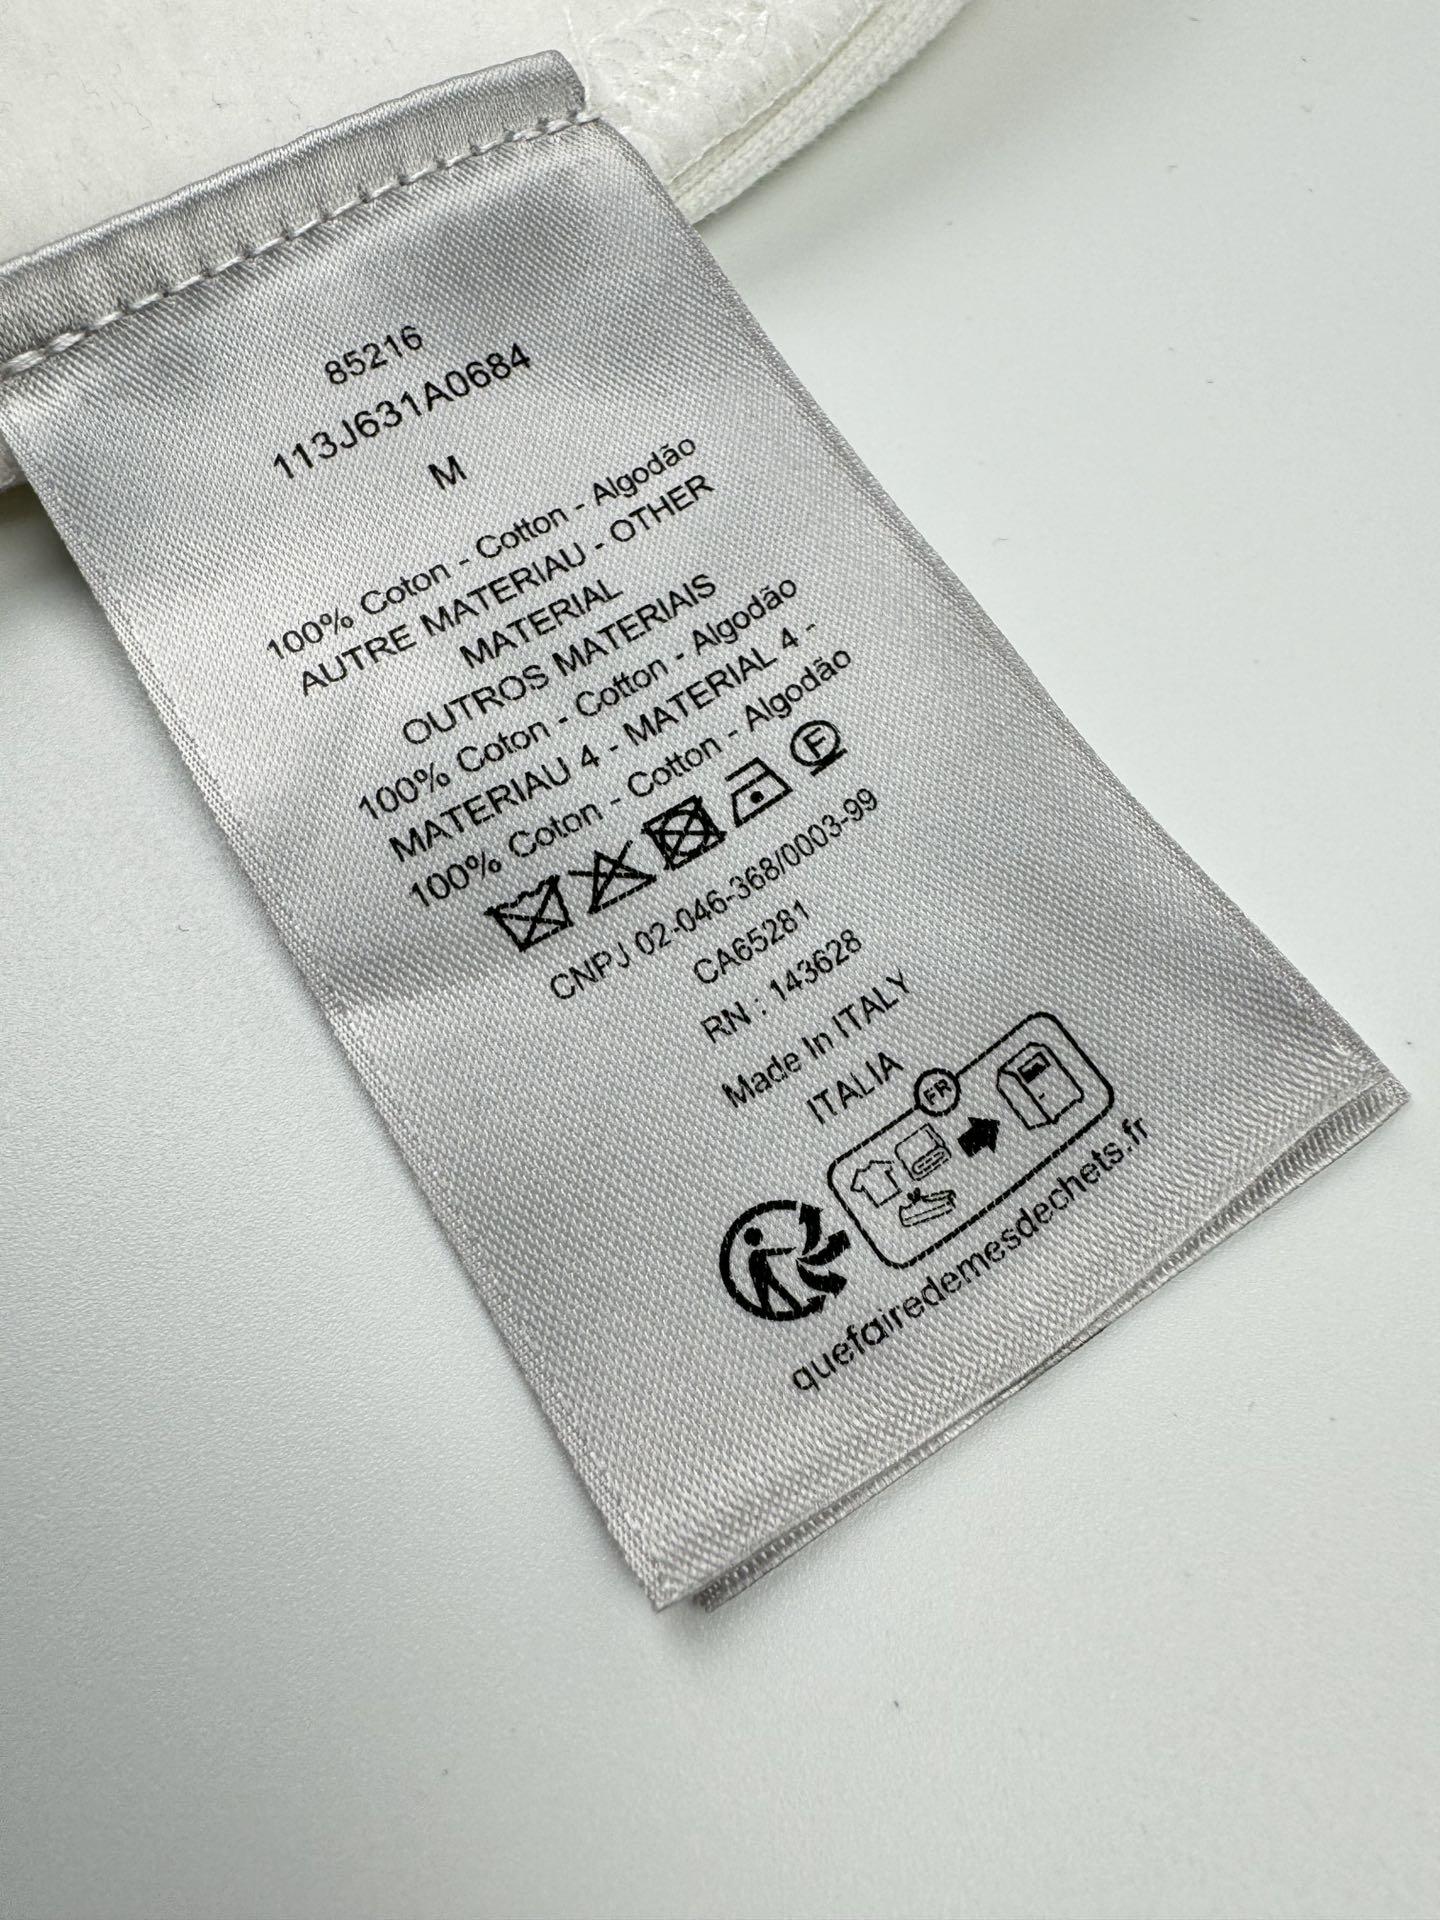 85216
113J631A0684
M
100% Coton - Cotton - Algodão
AUTRE MATERIAU - OTHER
MATERIAL
OUTROS MATERIAIS
100% Coton - Cotton - Algodão
MATERIAU 4 - MATERIAL 4 -
100% Coton - Cotton - Algodão
F
CNPJ 02-046-368/0003-99
CA65281
RN : 143628
Made In ITALY
ITALIA
FR
quefairedemesdechets.fr